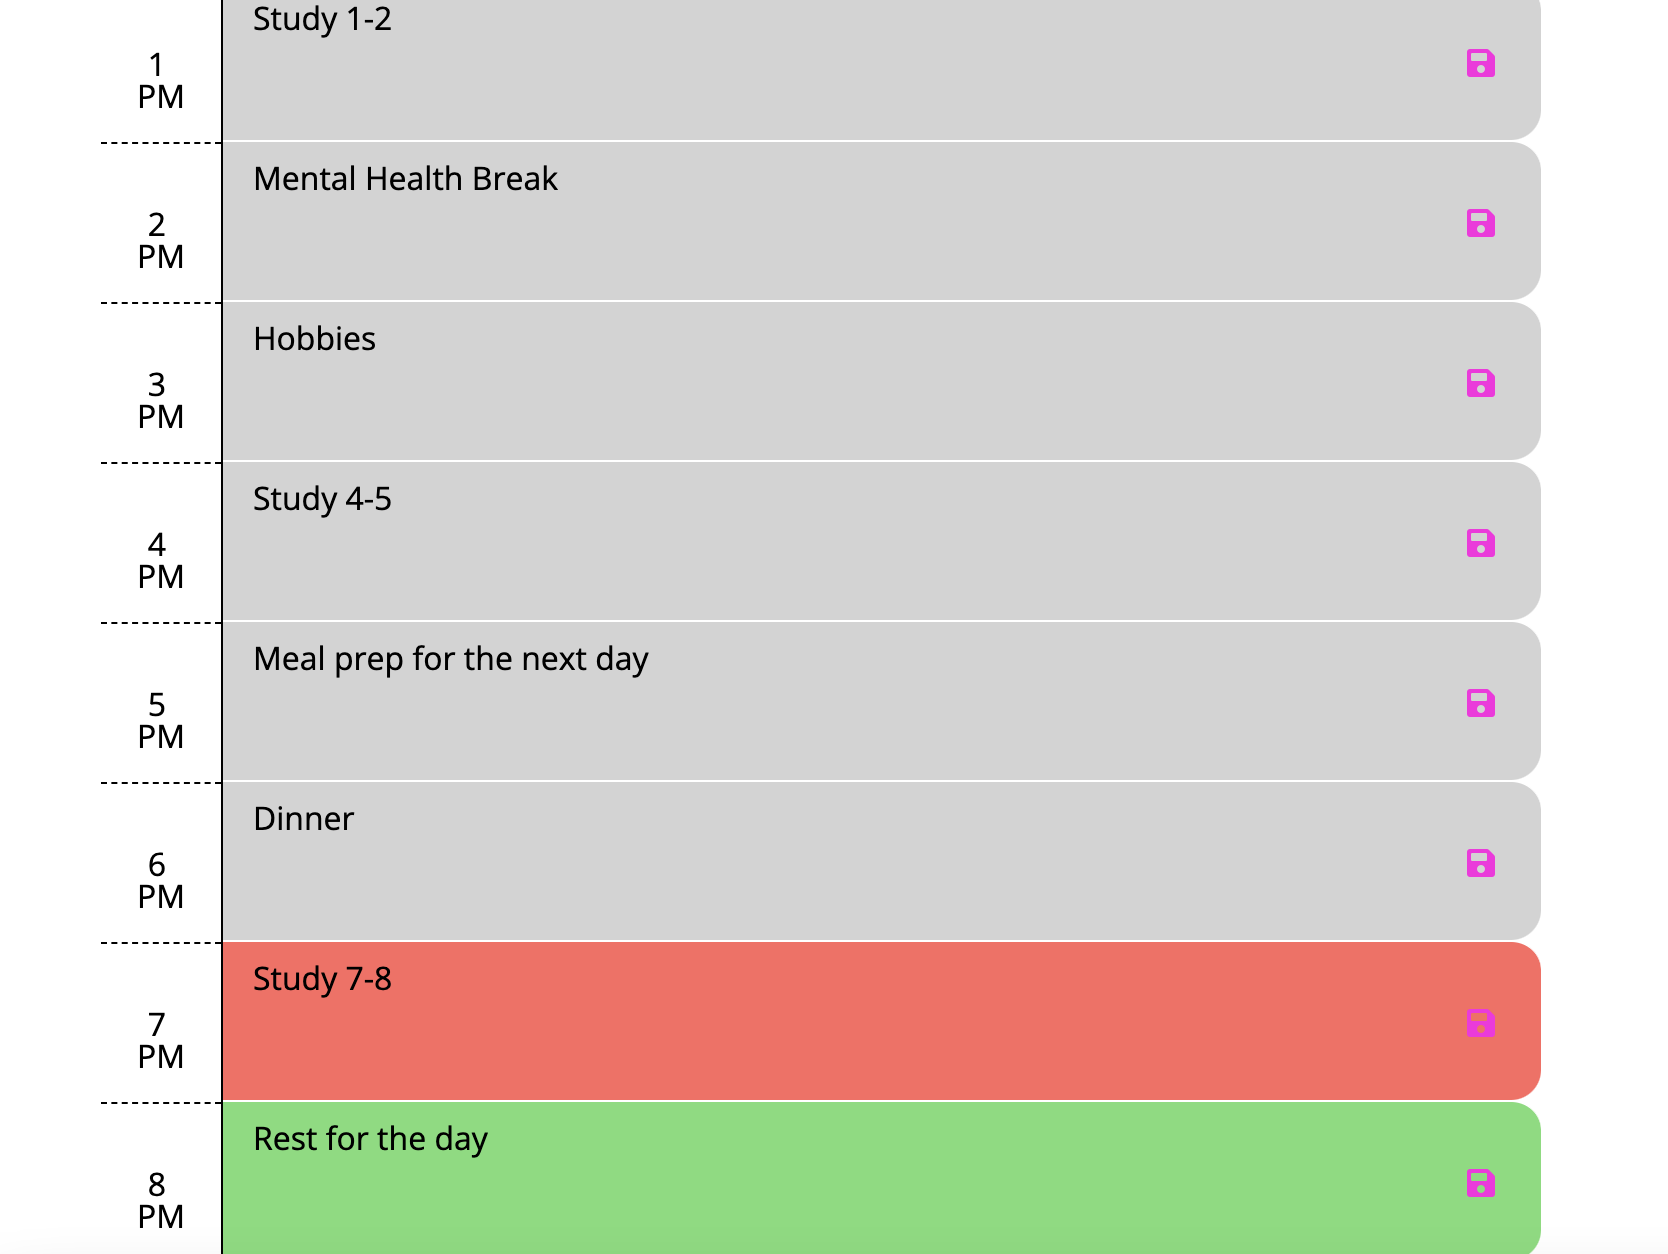 Study 1-2
1
PM
Mental Health Break
2
PM
Hobbies
3
PM
Study 4-5
4
PM
Meal prep for the next day
5
PM
Dinner
6
PM
Study 7-8
7
PM
Rest for the day
8
PM